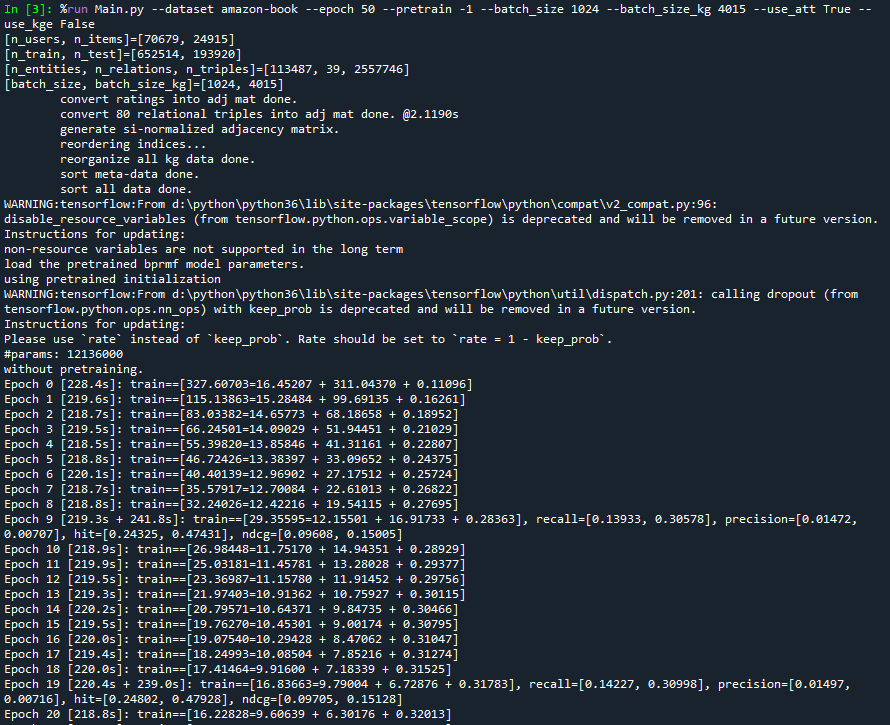 In [3]: %run Main.py --dataset amazon-book --epoch 50 --pretrain -1 --batch_size 1024 --batch_size_kg 4015 --use_att True --
use_kge False
[n_users, n_items]=[70679, 24915]
[n_train, n_test]=[652514, 193920]
[n_entities, n_relations, n_triples]=[113487, 39, 2557746]
[batch_size, batch_size_kg]=[1024, 4015]
convert ratings into adj mat done.
convert 80 relational triples into adj mat done. @2.1190s
generate si-normalized adjacency matrix.
reordering indices...
reorganize all kg data done.
sort meta-data done.
sort all data done.
WARNING:tensorflow:From d:\python\python36\lib\site-packages\tensorflow\python\compat\v2_compat.py:96:
disable_resource_variables (from tensorflow.python.ops.variable_scope) is deprecated and will be removed in a future version.
Instructions for updating:
non-resource variables are not supported in the long term
load the pretrained bprmf model parameters.
using pretrained initialization
WARNING:tensorflow:From d:\python\python36\lib\site-packages\tensorflow\python\util\dispatch.py:201: calling dropout (from
tensorflow.python.ops.nn_ops) with keep_prob is deprecated and will be removed in a future version.
Instructions for updating:
Please use `rate` instead of `keep_prob`. Rate should be set to `rate = 1 - keep_prob`.
#params: 12136000
without pretraining.
Epoch 0 [228.4s]: train==[327.60703=16.45207 + 311.04370 + 0.11096]
Epoch 1 [219.6s]: train==[115.13863=15.28484 + 99.69135 + 0.16261]
Epoch 2 [218.7s]: train==[83.03382=14.65773 + 68.18658 + 0.18952]
Epoch 3 [219.5s]: train==[66.24501=14.09029 + 51.94451 + 0.21029]
Epoch 4 [218.5s]: train==[55.39820=13.85846 + 41.31161 + 0.22807]
Epoch 5 [218.8s]: train==[46.72426=13.38397 + 33.09652 + 0.24375]
Epoch 6 [220.1s]: train==[40.40139=12.96902 + 27.17512 + 0.25724]
Epoch 7 [218.7s]: train==[35.57917=12.70084 + 22.61013 + 0.26822]
Epoch 8 [218.8s]: train==[32.24026=12.42216 + 19.54115 + 0.27695]
Epoch 9 [219.3s + 241.8s]: train==[29.35595=12.15501 + 16.91733 + 0.28363], recall=[0.13933, 0.30578], precision=[0.01472,
0.00707], hit=[0.24325, 0.47431], ndcg=[0.09608, 0.15005]
Epoch 10 [218.9s]: train==[26.98448=11.75170 + 14.94351 + 0.28929]
Epoch 11 [219.9s]: train==[25.03181=11.45781 + 13.28028 + 0.29377]
Epoch 12 [219.5s]: train==[23.36987=11.15780 + 11.91452 + 0.29756]
Epoch 13 [219.3s]: train==[21.97403=10.91362 + 10.75927 + 0.30115]
Epoch 14 [220.2s]: train==[20.79571=10.64371 + 9.84735 + 0.30466]
Epoch 15 [219.5s]: train==[19.76270=10.45301 + 9.00174 + 0.30795]
Epoch 16 [220.0s]: train==[19.07540=10.29428 + 8.47062 + 0.31047]
Epoch 17 [219.4s]: train==[18.24993=10.08504 + 7.85216 + 0.31274]
Epoch 18 [220.0s]: train==[17.41464=9.91600 + 7.18339 + 0.31525]
Epoch 19 [220.4s + 239.0s]: train==[16.83663=9.79004 + 6.72876 + 0.31783], recall=[0.14227, 0.30998], precision=[0.01497,
0.00716], hit=[0.24802, 0.47928], ndcg=[0.09705, 0.15128]
Epoch 20 [218.8s]: train==[16.22828=9.60639 + 6.30176 + 0.32013]